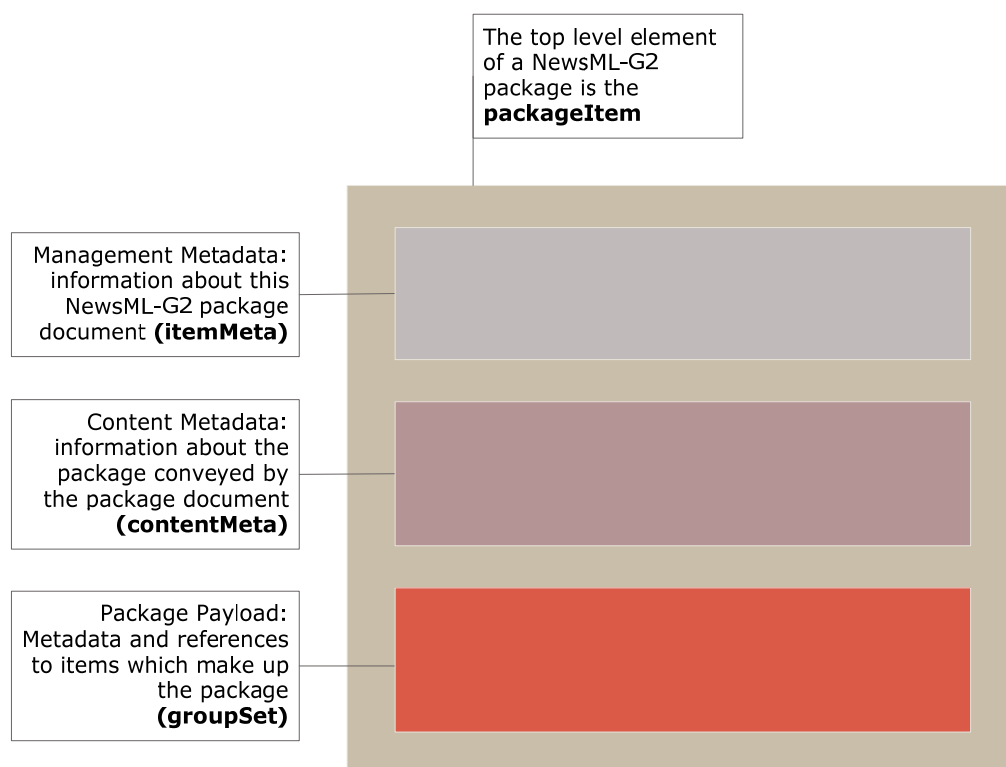 The top level element
of a NewsML-G2
package is the
packageItem
Management Metadata:
information about this
NewsML-G2 package
document (itemMeta)
Content Metadata:
information about the
package conveyed by
the package document
(contentMeta)
Package Payload:
Metadata and references
to items which make up
the package
(groupSet)